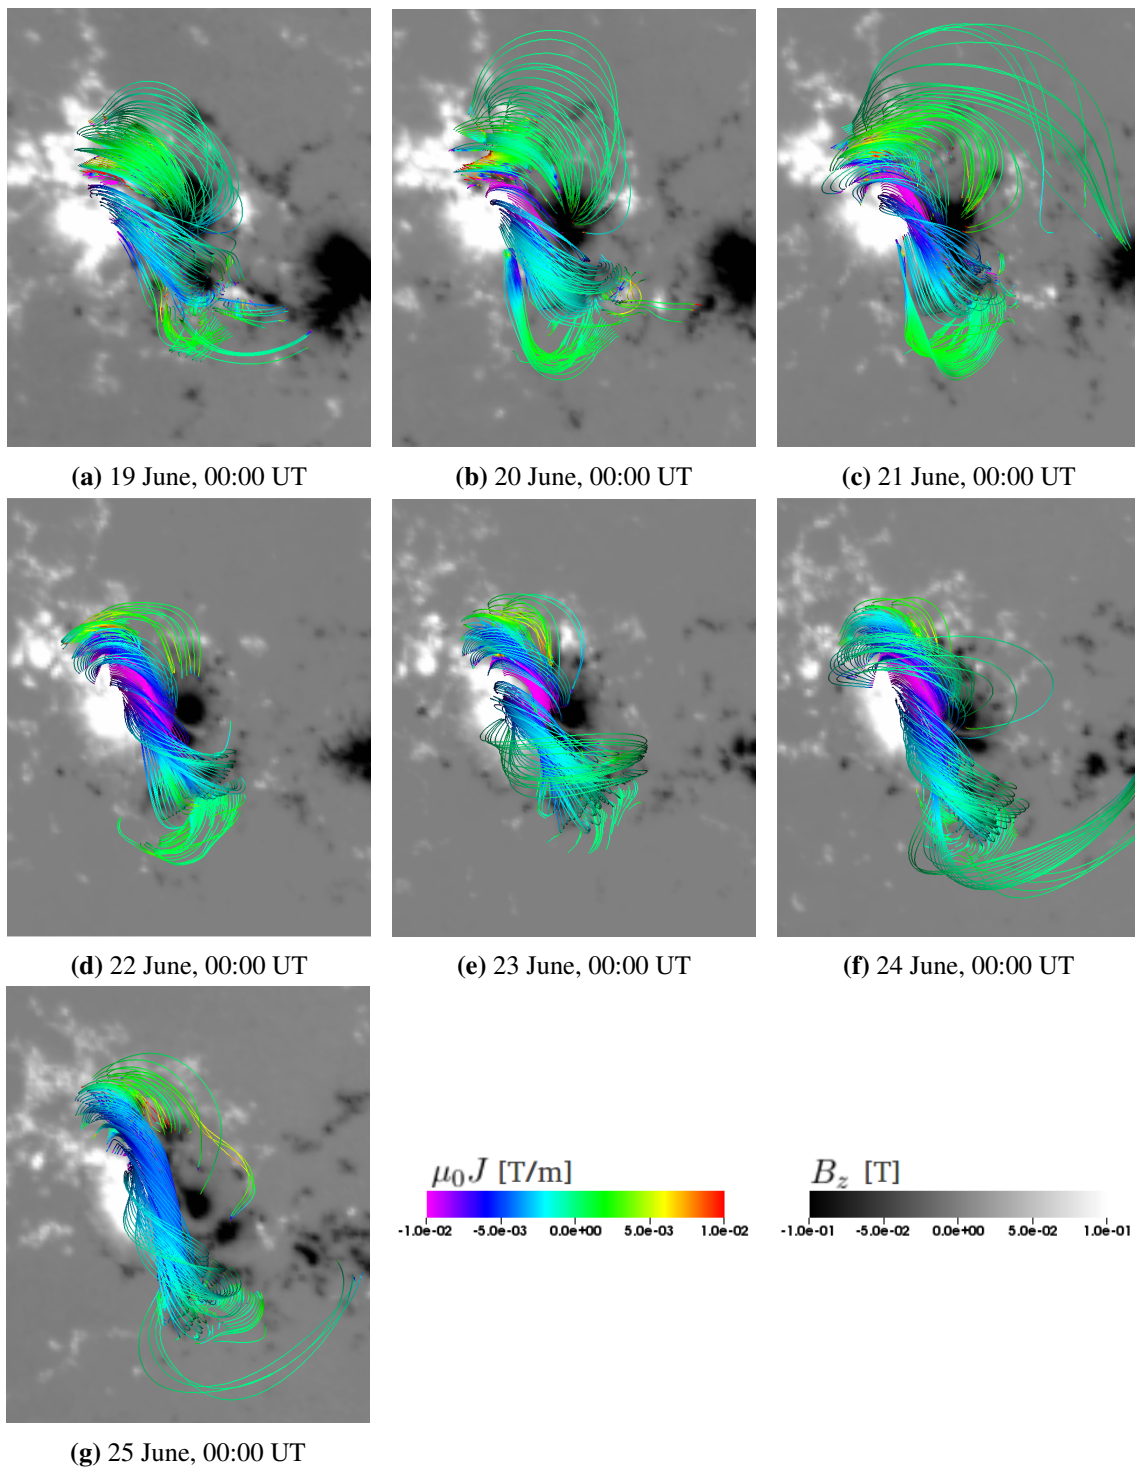 (a) 19 June, 00:00 UT
(b) 20 June, 00:00 UT
(c) 21 June, 00:00 UT
(d) 22 June, 00:00 UT
(e) 23 June, 00:00 UT
(f) 24 June, 00:00 UT
μ₀J [T/m]
-1.0e-02 -5.0e-03 0.0e+00 5.0e-03 1.0e-02
B_z [T]
-1.0e-01 -5.0e-02 0.0e+00 5.0e-02 1.0e-01
(g) 25 June, 00:00 UT